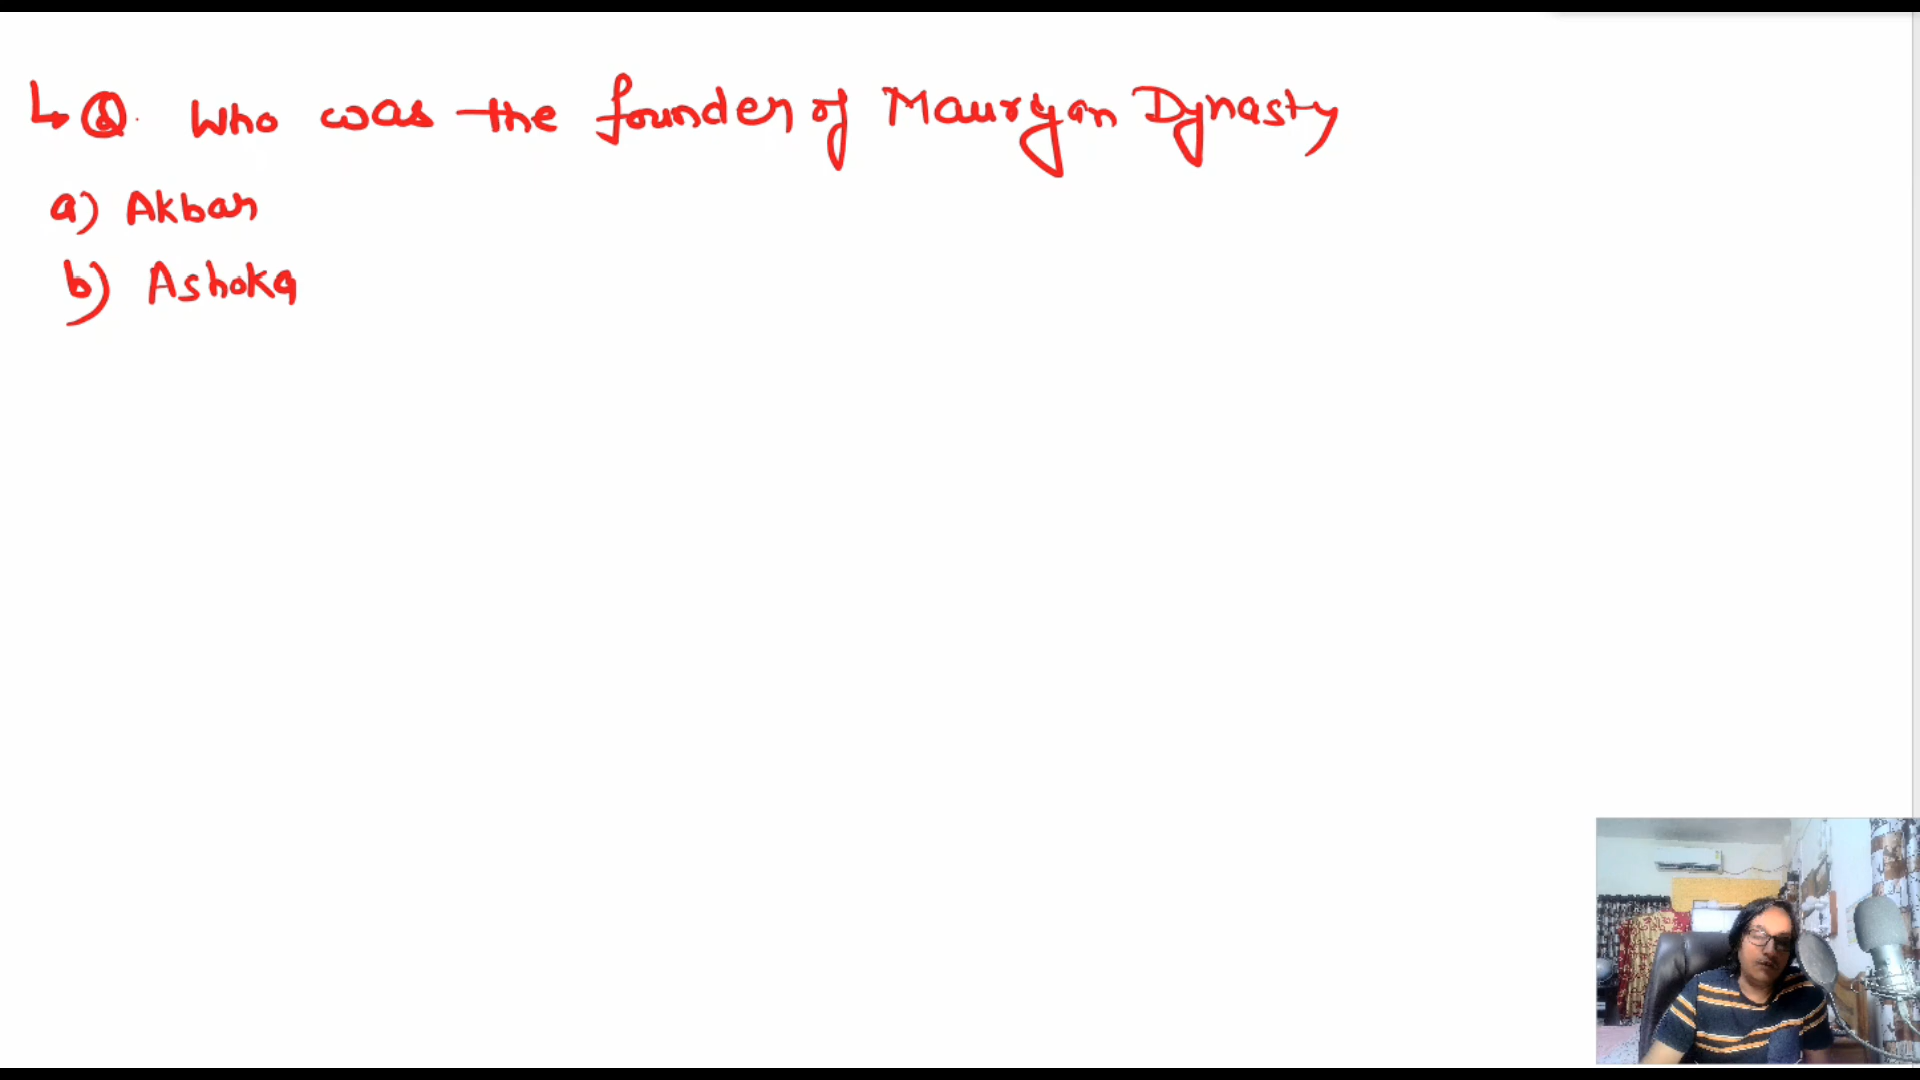 ↳ Q. Who was the founder of Mauryan Dynasty
a) Akbar
b) Ashoka